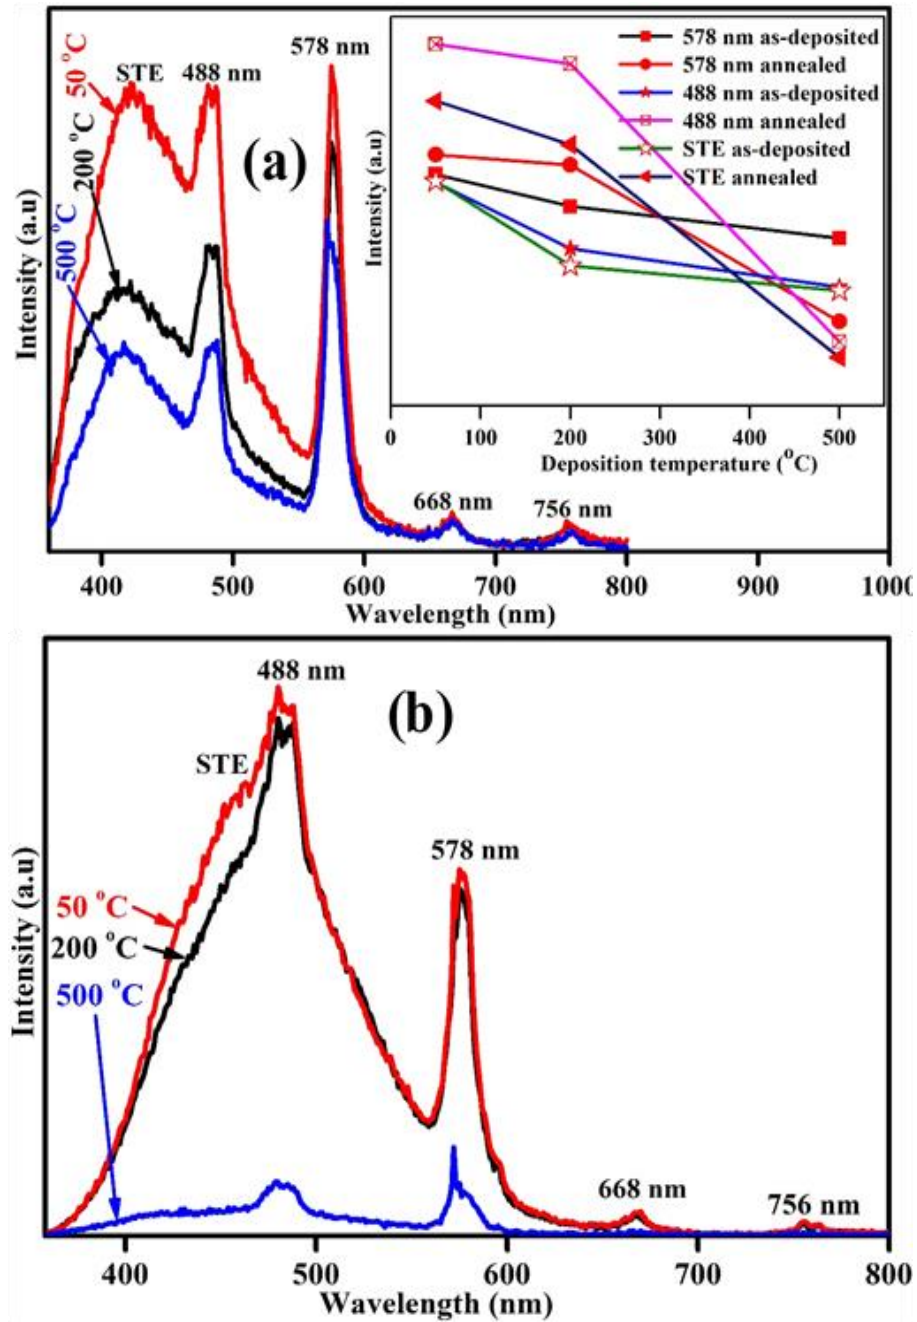 50 °C
STE
488 nm
578 nm
(a)
200 °C
500 °C
Intensity (a.u)
668 nm
756 nm
400
500
600
700
800
900
1000
Wavelength (nm)
578 nm as-deposited
578 nm annealed
488 nm as-deposited
488 nm annealed
STE as-deposited
STE annealed
Intensity (a.u)
0
100
200
300
400
500
Deposition temperature (°C)
488 nm
(b)
STE
578 nm
50 °C
200 °C
500 °C
Intensity (a.u)
668 nm
756 nm
400
500
600
700
800
Wavelength (nm)